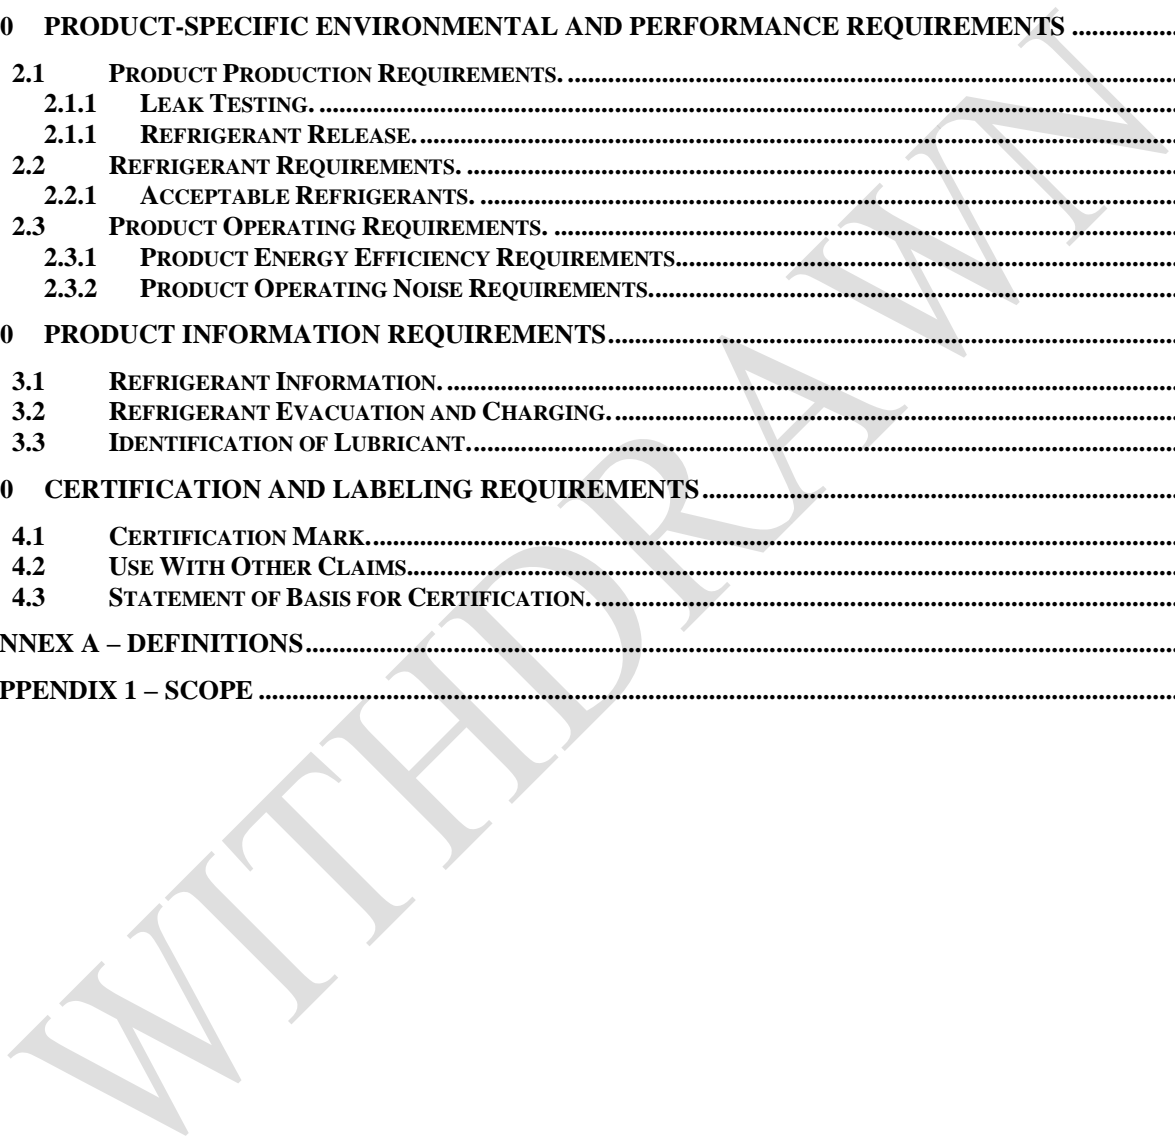 0 PRODUCT-SPECIFIC ENVIRONMENTAL AND PERFORMANCE REQUIREMENTS
2.1 PRODUCT PRODUCTION REQUIREMENTS.
2.1.1 LEAK TESTING.
2.1.1 REFRIGERANT RELEASE.
2.2 REFRIGERANT REQUIREMENTS.
2.2.1 ACCEPTABLE REFRIGERANTS.
2.3 PRODUCT OPERATING REQUIREMENTS.
2.3.1 PRODUCT ENERGY EFFICIENCY REQUIREMENTS
2.3.2 PRODUCT OPERATING NOISE REQUIREMENTS
0 PRODUCT INFORMATION REQUIREMENTS
3.1 REFRIGERANT INFORMATION.
3.2 REFRIGERANT EVACUATION AND CHARGING.
3.3 IDENTIFICATION OF LUBRICANT.
0 CERTIFICATION AND LABELING REQUIREMENTS
4.1 CERTIFICATION MARK.
4.2 USE WITH OTHER CLAIMS
4.3 STATEMENT OF BASIS FOR CERTIFICATION.
NNEX A – DEFINITIONS
PPENDIX 1 – SCOPE
WITHDRAWN